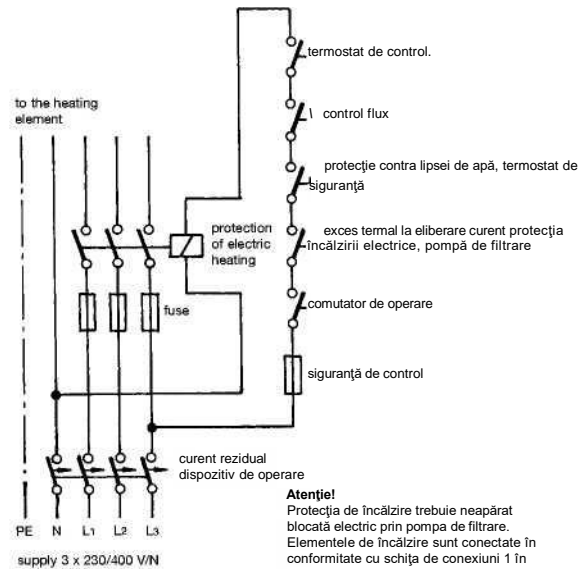 termostat de control.
to the heating
element
\ control flux
protecţie contra lipsei de apă, termostat de
siguranţă
protection
of electric
heating
exces termal la eliberare curent protecţia
încălzirii electrice, pompă de filtrare
fuse
comutator de operare
siguranţă de control
curent rezidual
dispozitiv de operare
PE N L1 L2 L3
supply 3 x 230/400 V/N
Atenţie!
Protecţia de încălzire trebuie neapărat
blocată electric prin pompa de filtrare.
Elementele de încălzire sunt conectate în
conformitate cu schiţa de conexiuni 1 în